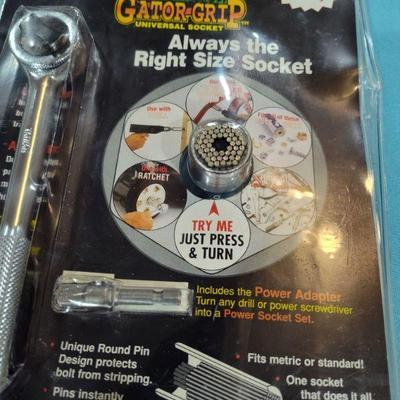 GATOR-GRIP™
UNIVERSAL SOCKET
Always the
Right Size Socket
Use with
RATCHET
TRY ME
JUST PRESS
& TURN
Includes the Power Adapter
Turn any drill or power screwdriver
into a Power Socket Set.
• Unique Round Pin
Design protects
bolt from stripping.
• Pins instantly
• Fits metric or standard!
• One socket
that does it all